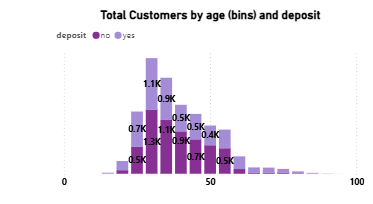 Total Customers by age (bins) and deposit
deposit no yes
1.1K
0.9K
0.5K
0.7K 0.5K
1.1K 0.4K
1.3K 0.9K
0.5K 0.7K 0.5K
0 50 100